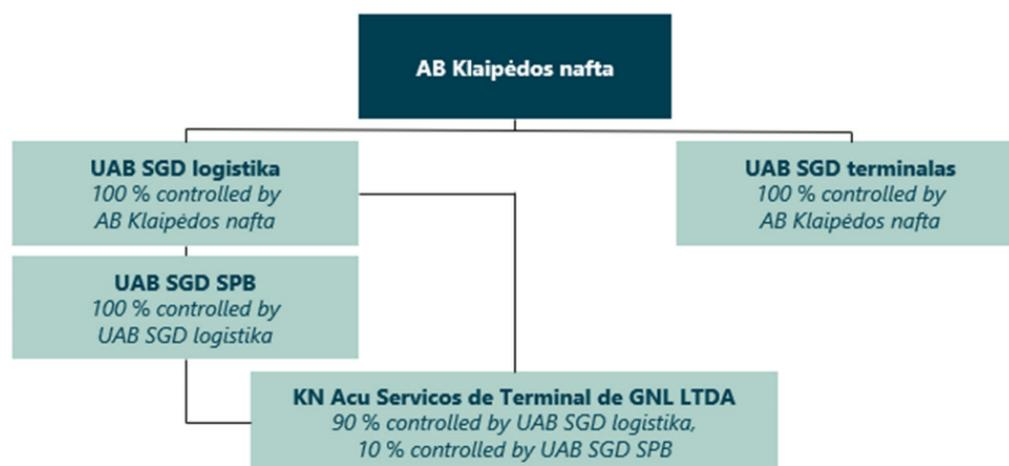 AB Klaipėdos nafta
UAB SGD logistika
100 % controlled by
AB Klaipėdos nafta
UAB SGD terminalas
100 % controlled by
AB Klaipėdos nafta
UAB SGD SPB
100 % controlled by
UAB SGD logistika
KN Acu Servicos de Terminal de GNL LTDA
90 % controlled by UAB SGD logistika,
10 % controlled by UAB SGD SPB